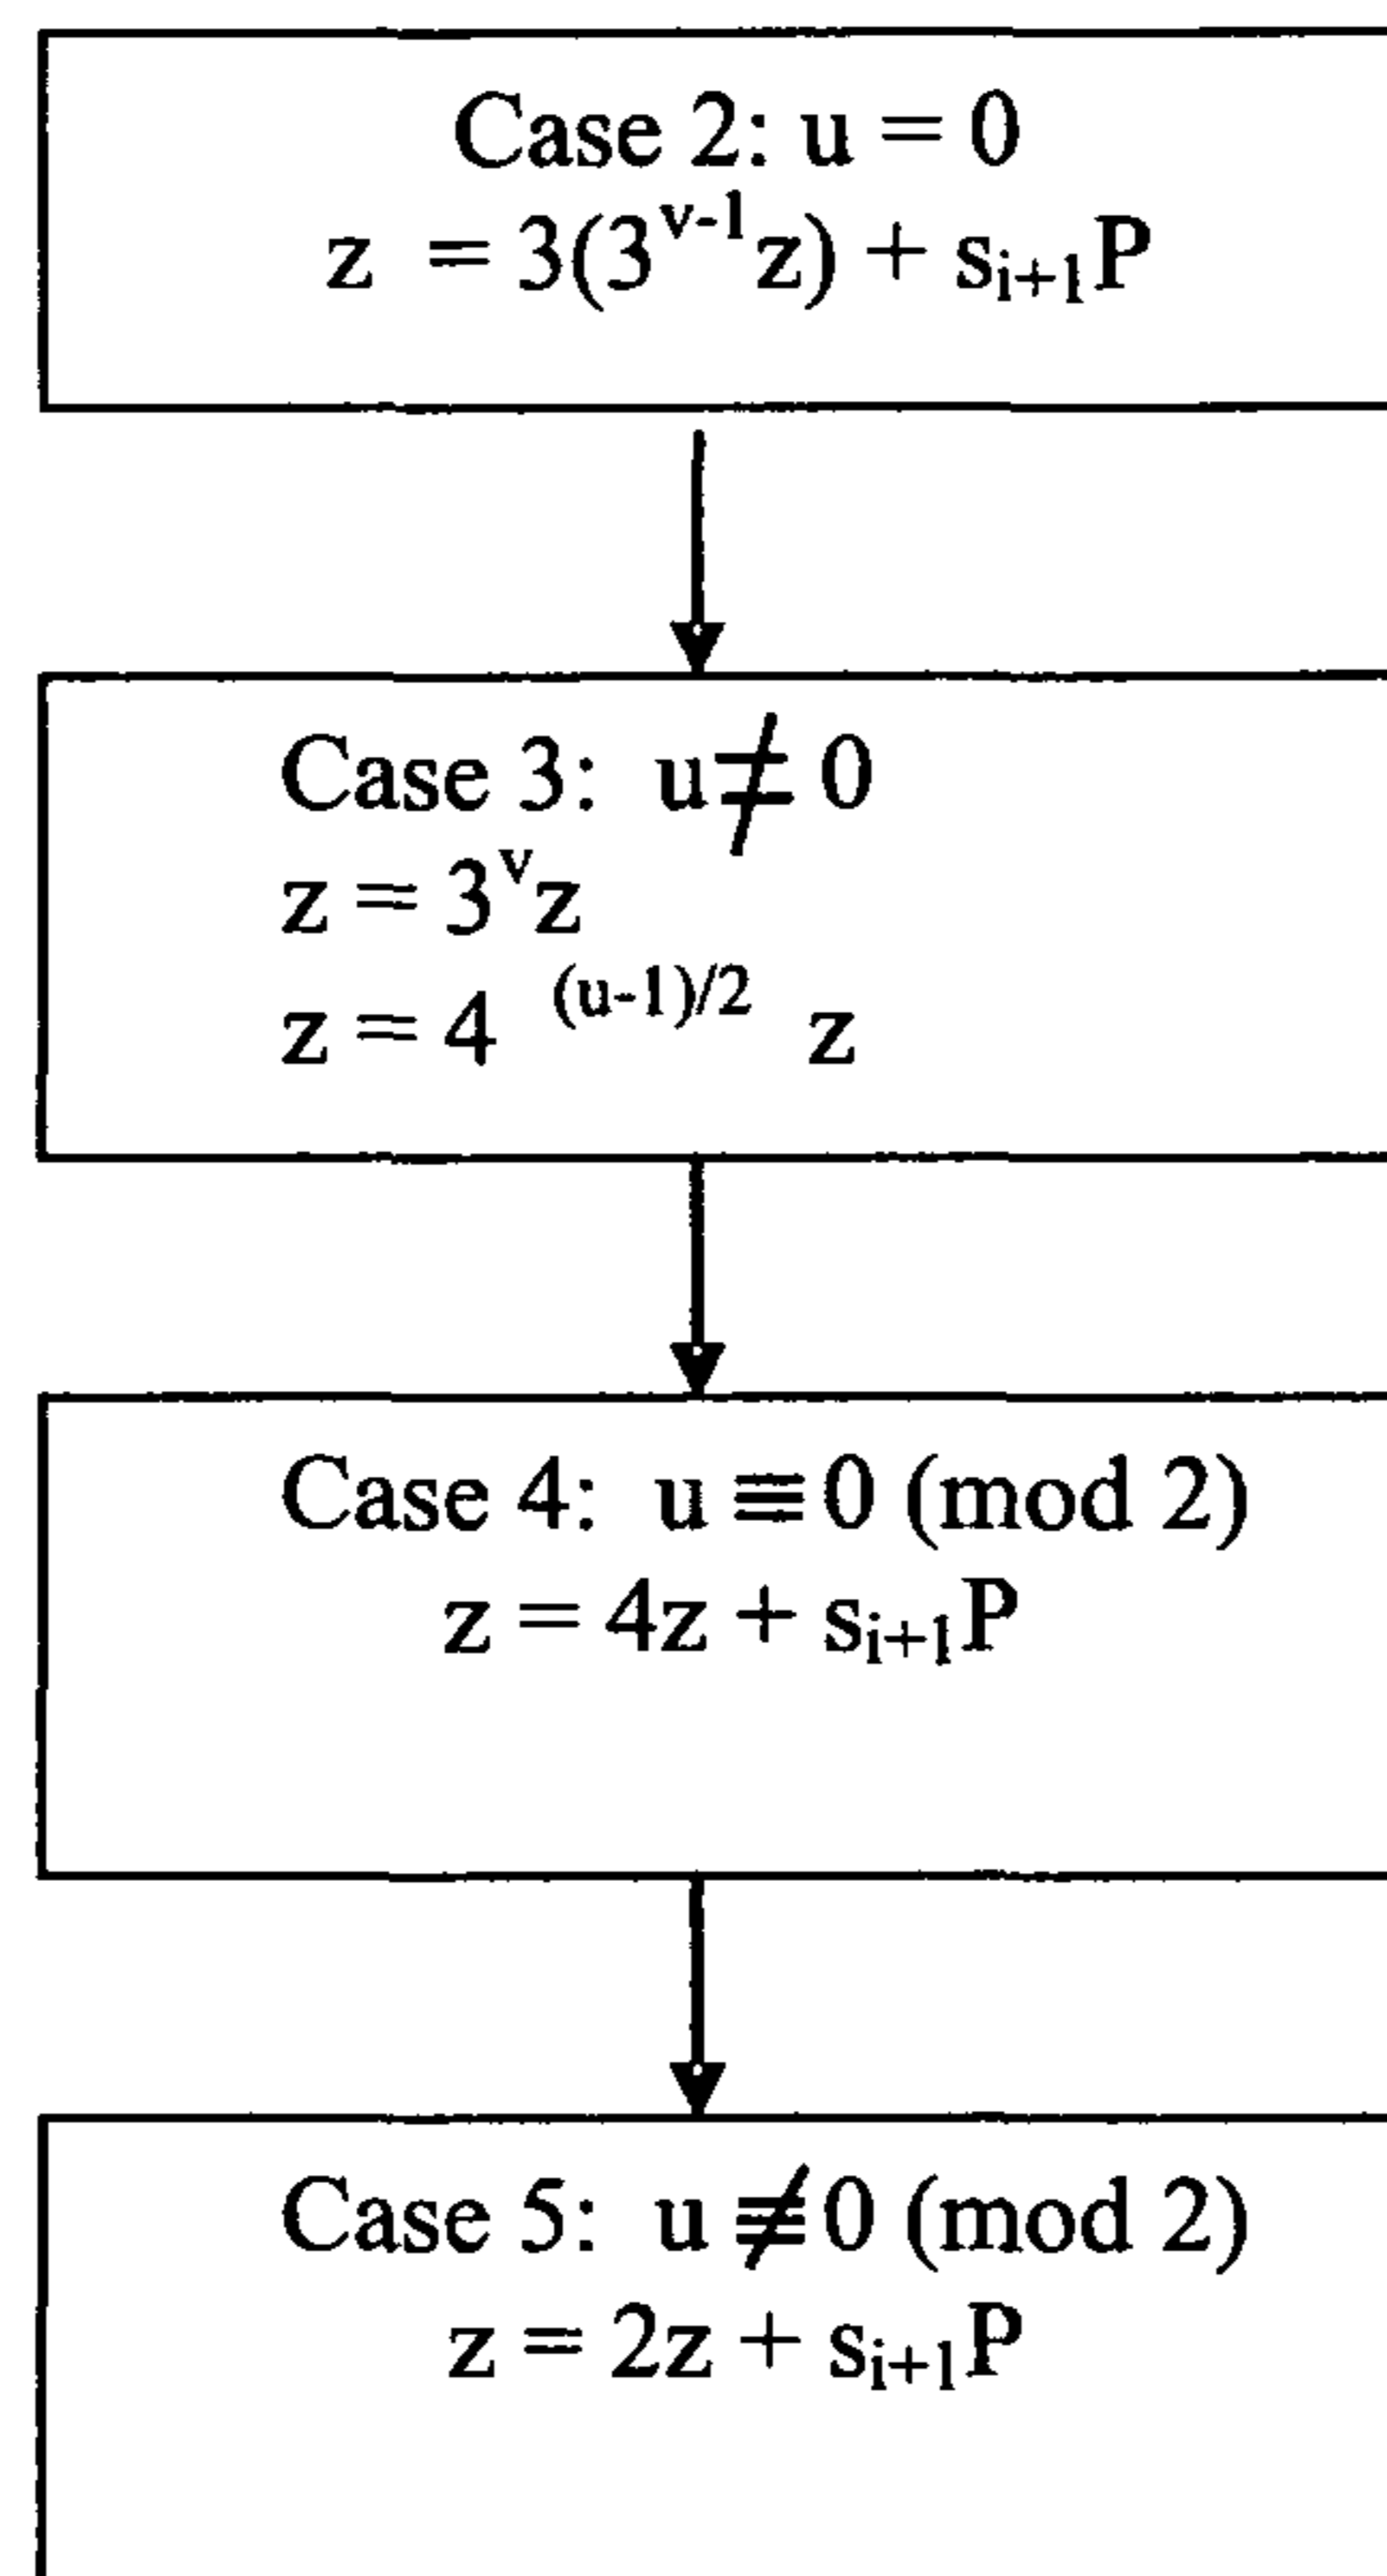 Case 2: u = 0
z = 3(3^{v-1}z) + s_{i+1}P
Case 3: u ≠ 0
z = 3^{v}z
z = 4^{(u-1)/2} z
Case 4: u ≡ 0 (mod 2)
z = 4z + s_{i+1}P
Case 5: u ≢ 0 (mod 2)
z = 2z + s_{i+1}P